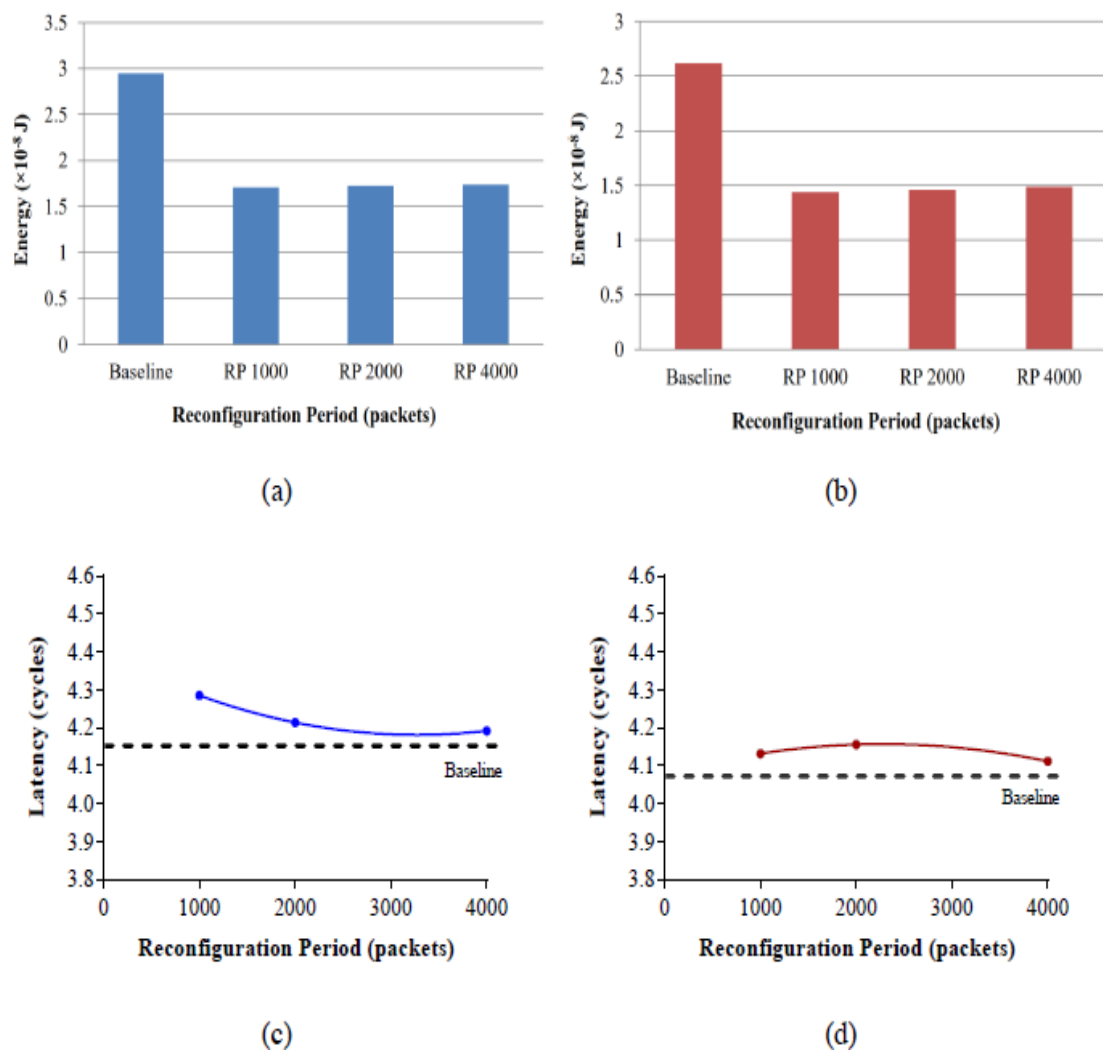 3.5
3
2.5
2
1.5
1
0.5
0
Energy (×10⁻⁸ J)
Baseline RP 1000 RP 2000 RP 4000
Reconfiguration Period (packets)
(a)
3
2.5
2
1.5
1
0.5
0
Energy (×10⁻⁸ J)
Baseline RP 1000 RP 2000 RP 4000
Reconfiguration Period (packets)
(b)
4.6
4.5
4.4
4.3
4.2
4.1
4.0
3.9
3.8
Latency (cycles)
Baseline
0 1000 2000 3000 4000
Reconfiguration Period (packets)
(c)
4.6
4.5
4.4
4.3
4.2
4.1
4.0
3.9
3.8
Latency (cycles)
Baseline
0 1000 2000 3000 4000
Reconfiguration Period (packets)
(d)